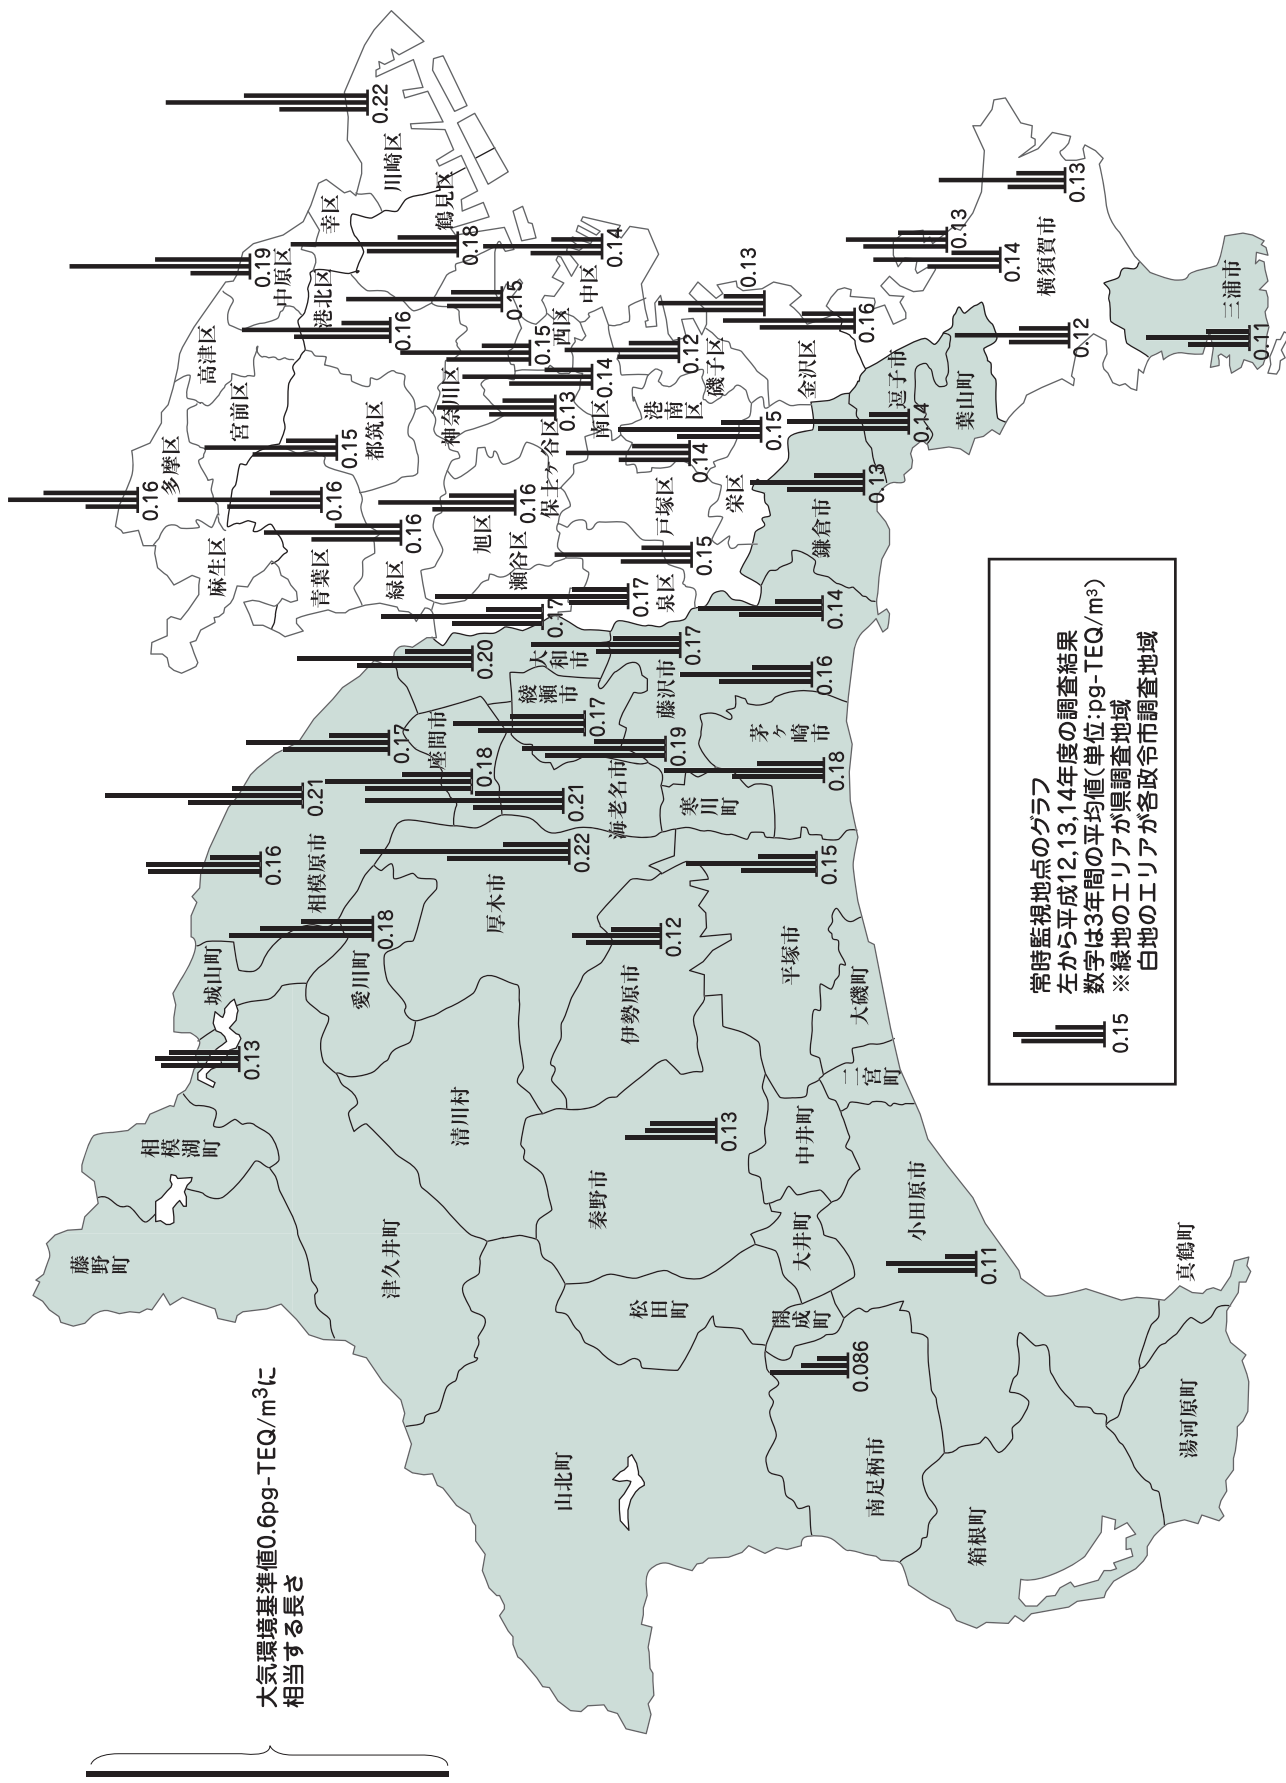 大気環境基準値0.6pg-TEQ/m³に
相当する長さ
藤野町
相模湖町
城山町
津久井町
相模原市
愛川町
清川村
厚木市
座間市
大和市
綾瀬市
海老名市
藤沢市
寒川町
茅ヶ崎市
伊勢原市
平塚市
秦野市
大磯町
二宮町
中井町
大井町
松田町
開成町
山北町
南足柄市
小田原市
箱根町
真鶴町
湯河原町
鎌倉市
逗子市
葉山町
横須賀市
三浦市
麻生区
多摩区
宮前区
高津区
中原区
幸区
川崎区
青葉区
都筑区
港北区
鶴見区
緑区
旭区
瀬谷区
保土ヶ谷区
神奈川区
西区
中区
南区
港南区
磯子区
金沢区
戸塚区
栄区
泉区
0.22
0.19
0.18
0.14
0.15
0.16
0.15
0.14
0.13
0.12
0.13
0.16
0.15
0.14
0.15
0.16
0.16
0.16
0.16
0.15
0.17
0.17
0.13
0.14
0.13
0.12
0.11
0.14
0.13
0.14
0.16
0.17
0.20
0.17
0.17
0.19
0.18
0.18
0.21
0.21
0.16
0.18
0.22
0.15
0.12
0.13
0.13
0.11
0.086
常時監視地点のグラフ
左から平成12,13,14年度の調査結果
数字は3年間の平均値(単位:pg-TEQ/m³)
※緑地のエリアが県調査地域
白地のエリアが各政令市調査地域
0.15